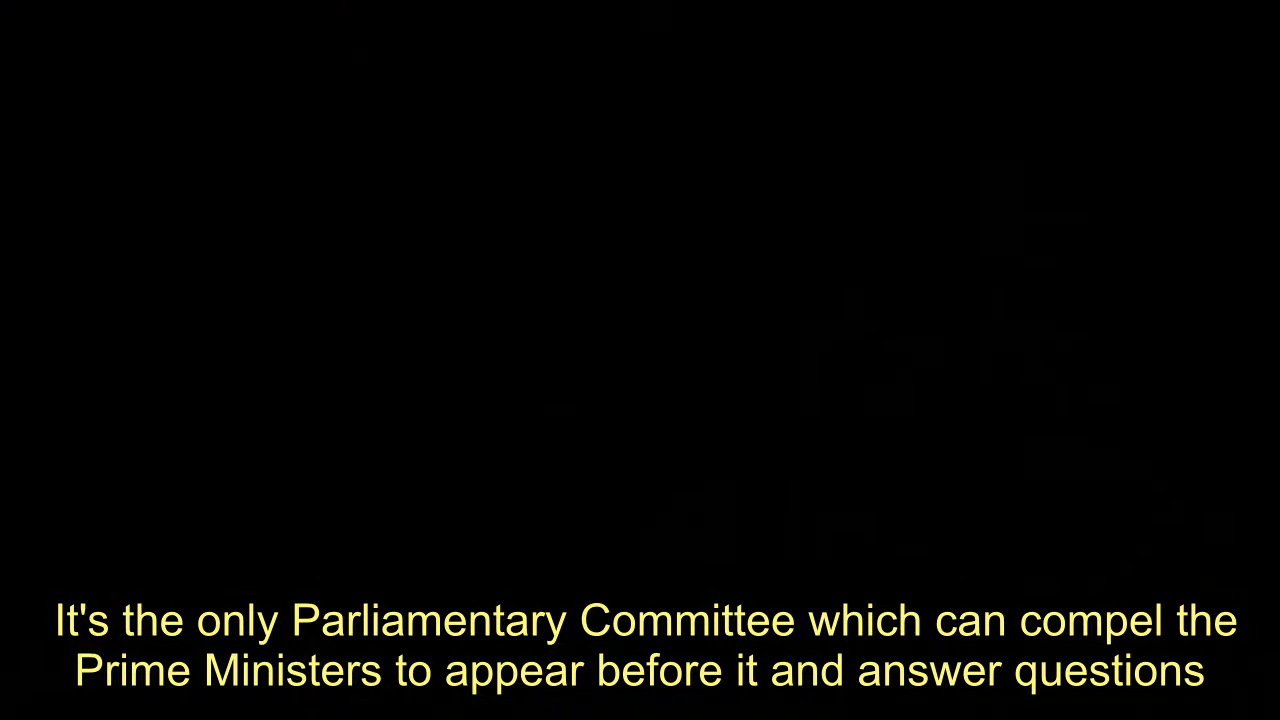 It's the only Parliamentary Committee which can compel the
Prime Ministers to appear before it and answer questions